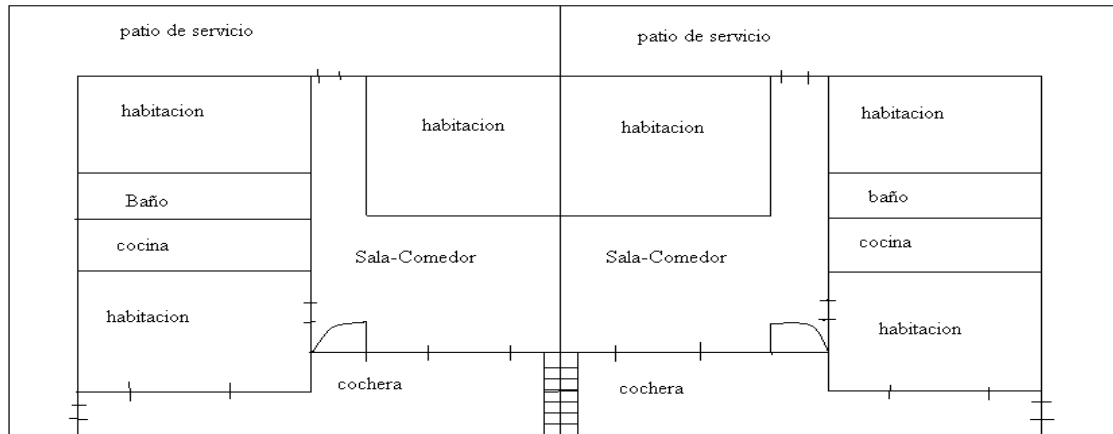 patio de servicio
patio de servicio
habitacion
habitacion
habitacion
habitacion
Baño
baño
cocina
cocina
Sala-Comedor
Sala-Comedor
habitacion
habitacion
cochera
cochera